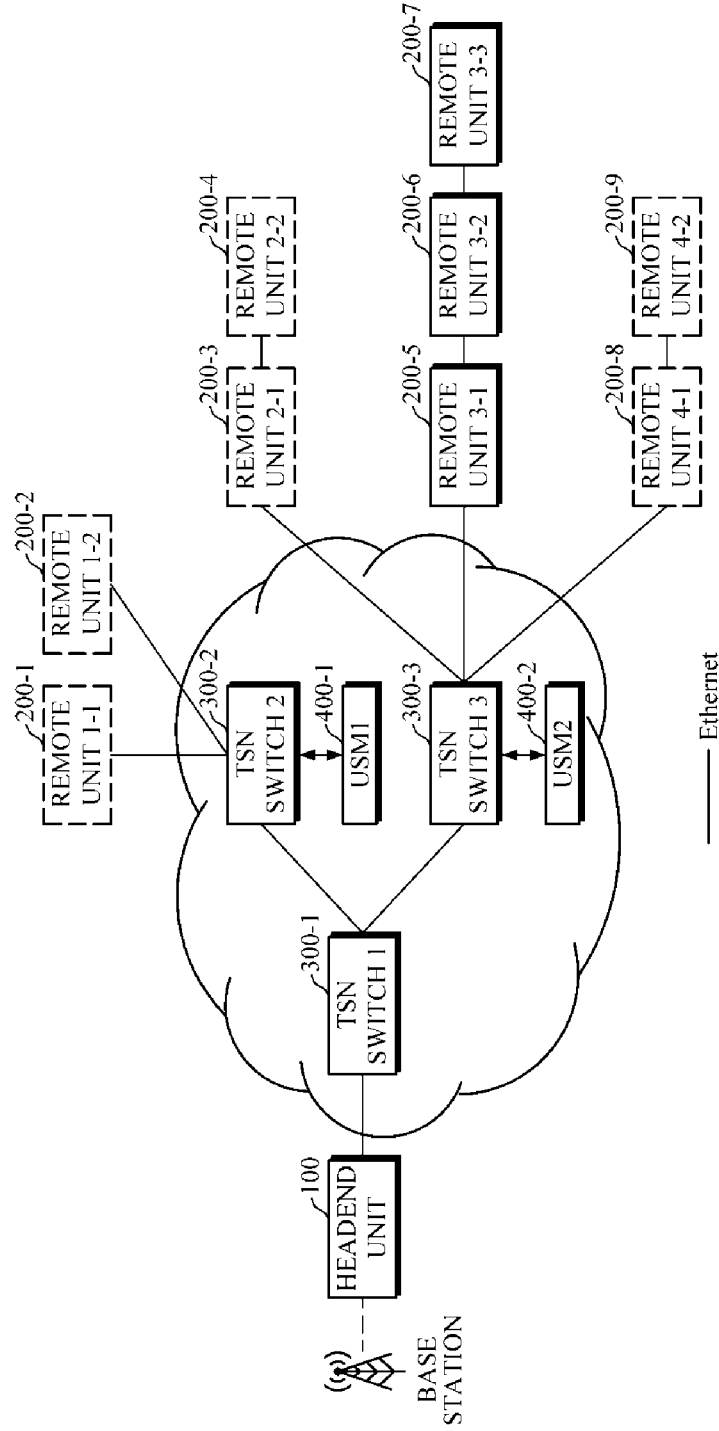 BASE
STATION
100
HEADEND
UNIT
300-1
TSN
SWITCH 1
300-2
TSN
SWITCH 2
400-1
USM1
300-3
TSN
SWITCH 3
400-2
USM2
200-1
REMOTE
UNIT 1-1
200-2
REMOTE
UNIT 1-2
200-3
REMOTE
UNIT 2-1
200-4
REMOTE
UNIT 2-2
200-5
REMOTE
UNIT 3-1
200-6
REMOTE
UNIT 3-2
200-7
REMOTE
UNIT 3-3
200-8
REMOTE
UNIT 4-1
200-9
REMOTE
UNIT 4-2
Ethernet